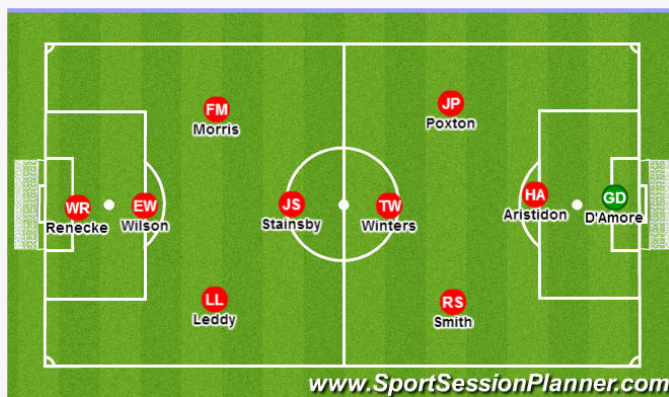 FM
Morris
JP
Poxton
WR
Renecke
EW
Wilson
JS
Stainsby
TW
Winters
HA
Aristidon
GD
D'Amore
LL
Leddy
RS
Smith
www.SportSessionPlanner.com